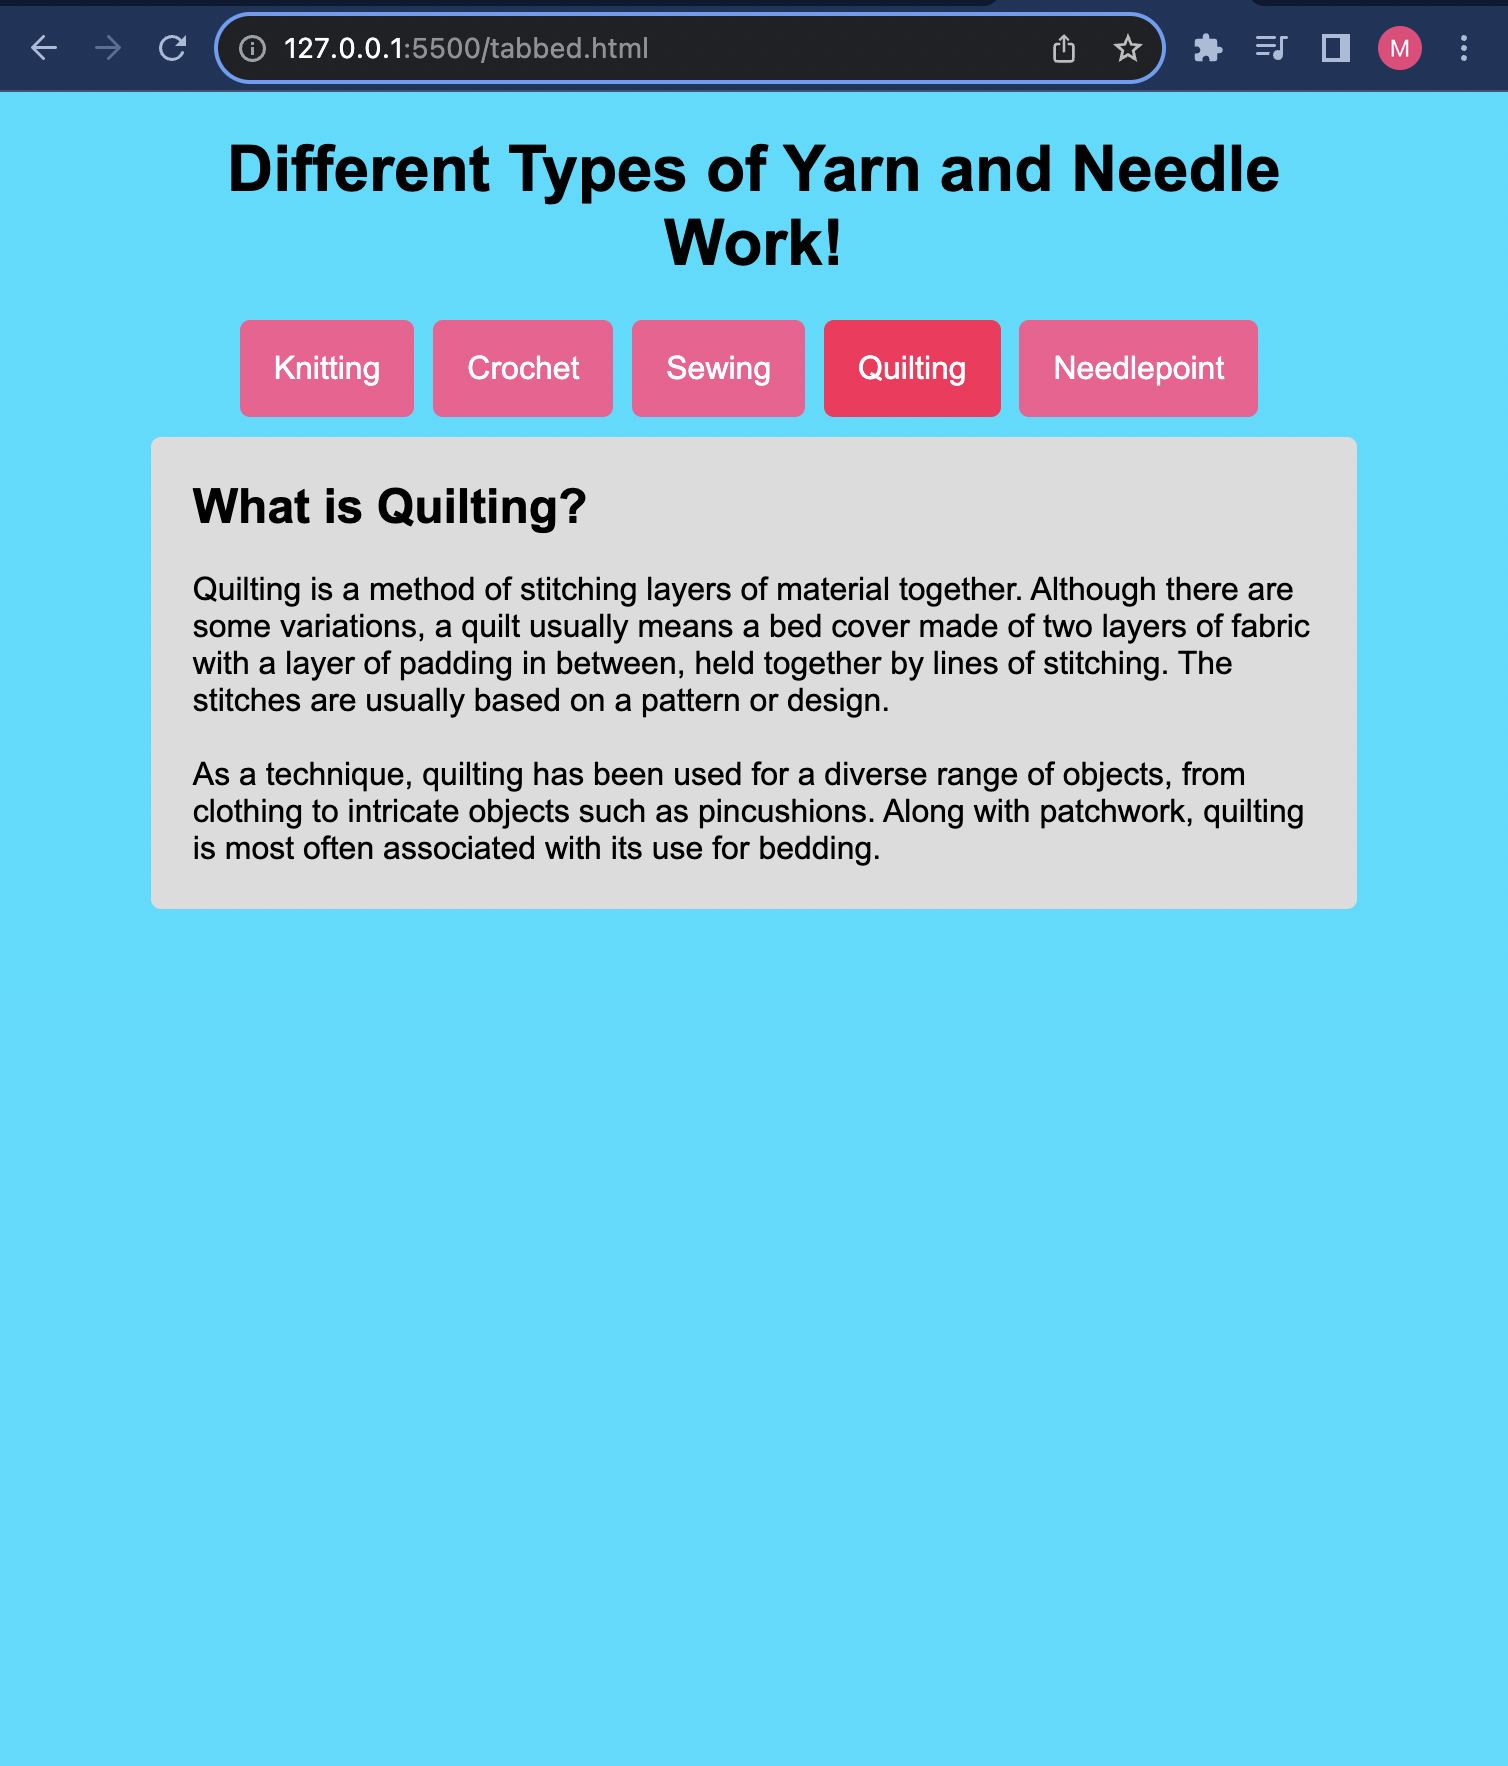 127.0.0.1:5500/tabbed.html
M
Different Types of Yarn and Needle
Work!
Knitting Crochet Sewing Quilting Needlepoint
What is Quilting?
Quilting is a method of stitching layers of material together. Although there are
some variations, a quilt usually means a bed cover made of two layers of fabric
with a layer of padding in between, held together by lines of stitching. The
stitches are usually based on a pattern or design.
As a technique, quilting has been used for a diverse range of objects, from
clothing to intricate objects such as pincushions. Along with patchwork, quilting
is most often associated with its use for bedding.